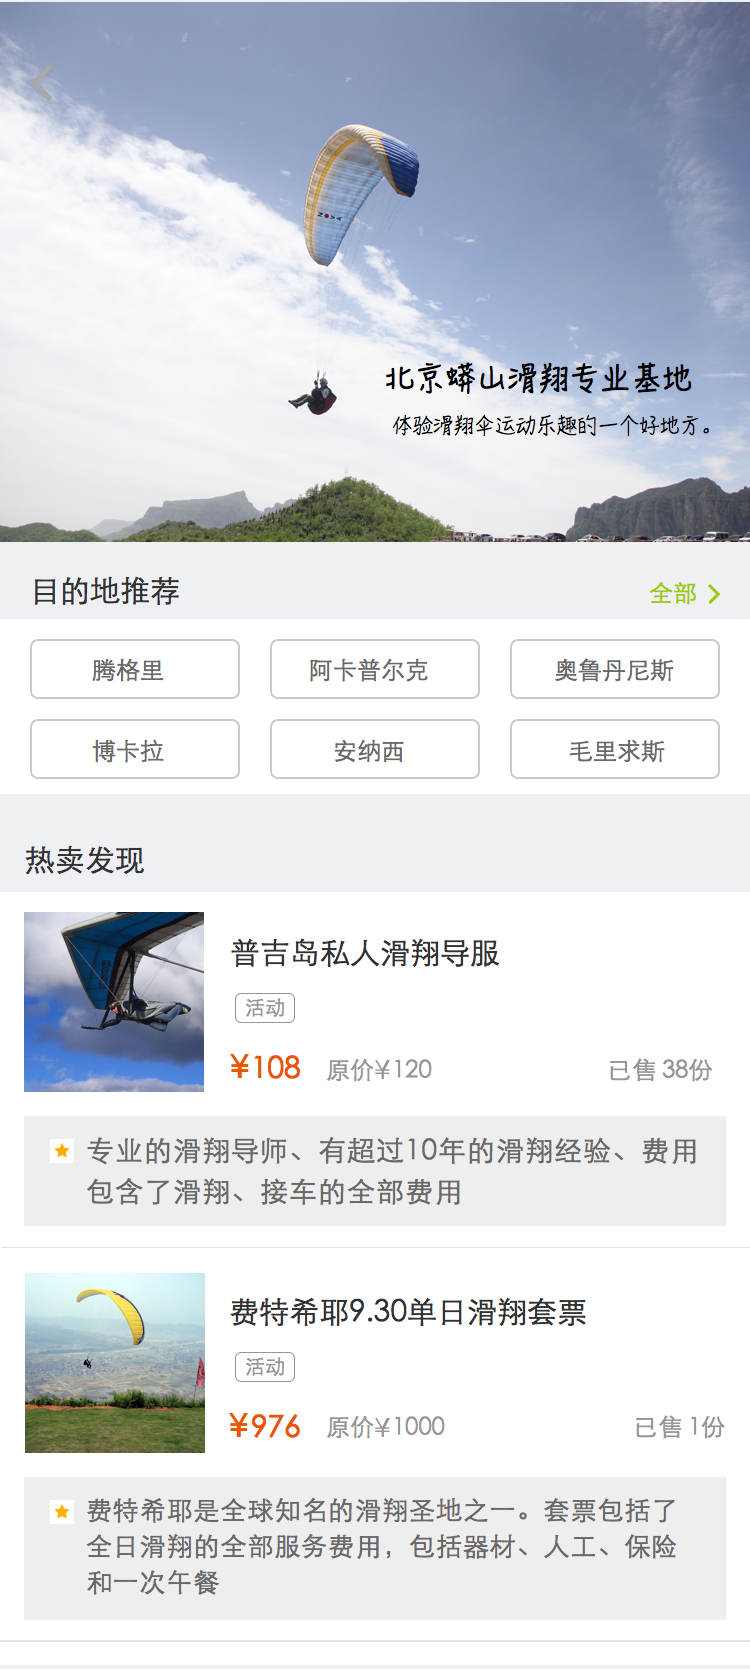 NOVA
北京蟒山滑翔专业基地
体验滑翔伞运动乐趣的一个好地方。
目的地推荐
全部
腾格里
阿卡普尔克
奥鲁丹尼斯
博卡拉
安纳西
毛里求斯
热卖发现
普吉岛私人滑翔导服
活动
¥108 原价¥120 已售 38份
专业的滑翔导师、有超过10年的滑翔经验、费用
包含了滑翔、接车的全部费用
费特希耶9.30单日滑翔套票
活动
¥976 原价¥1000 已售 1份
费特希耶是全球知名的滑翔圣地之一。套票包括了
全日滑翔的全部服务费用，包括器材、人工、保险
和一次午餐